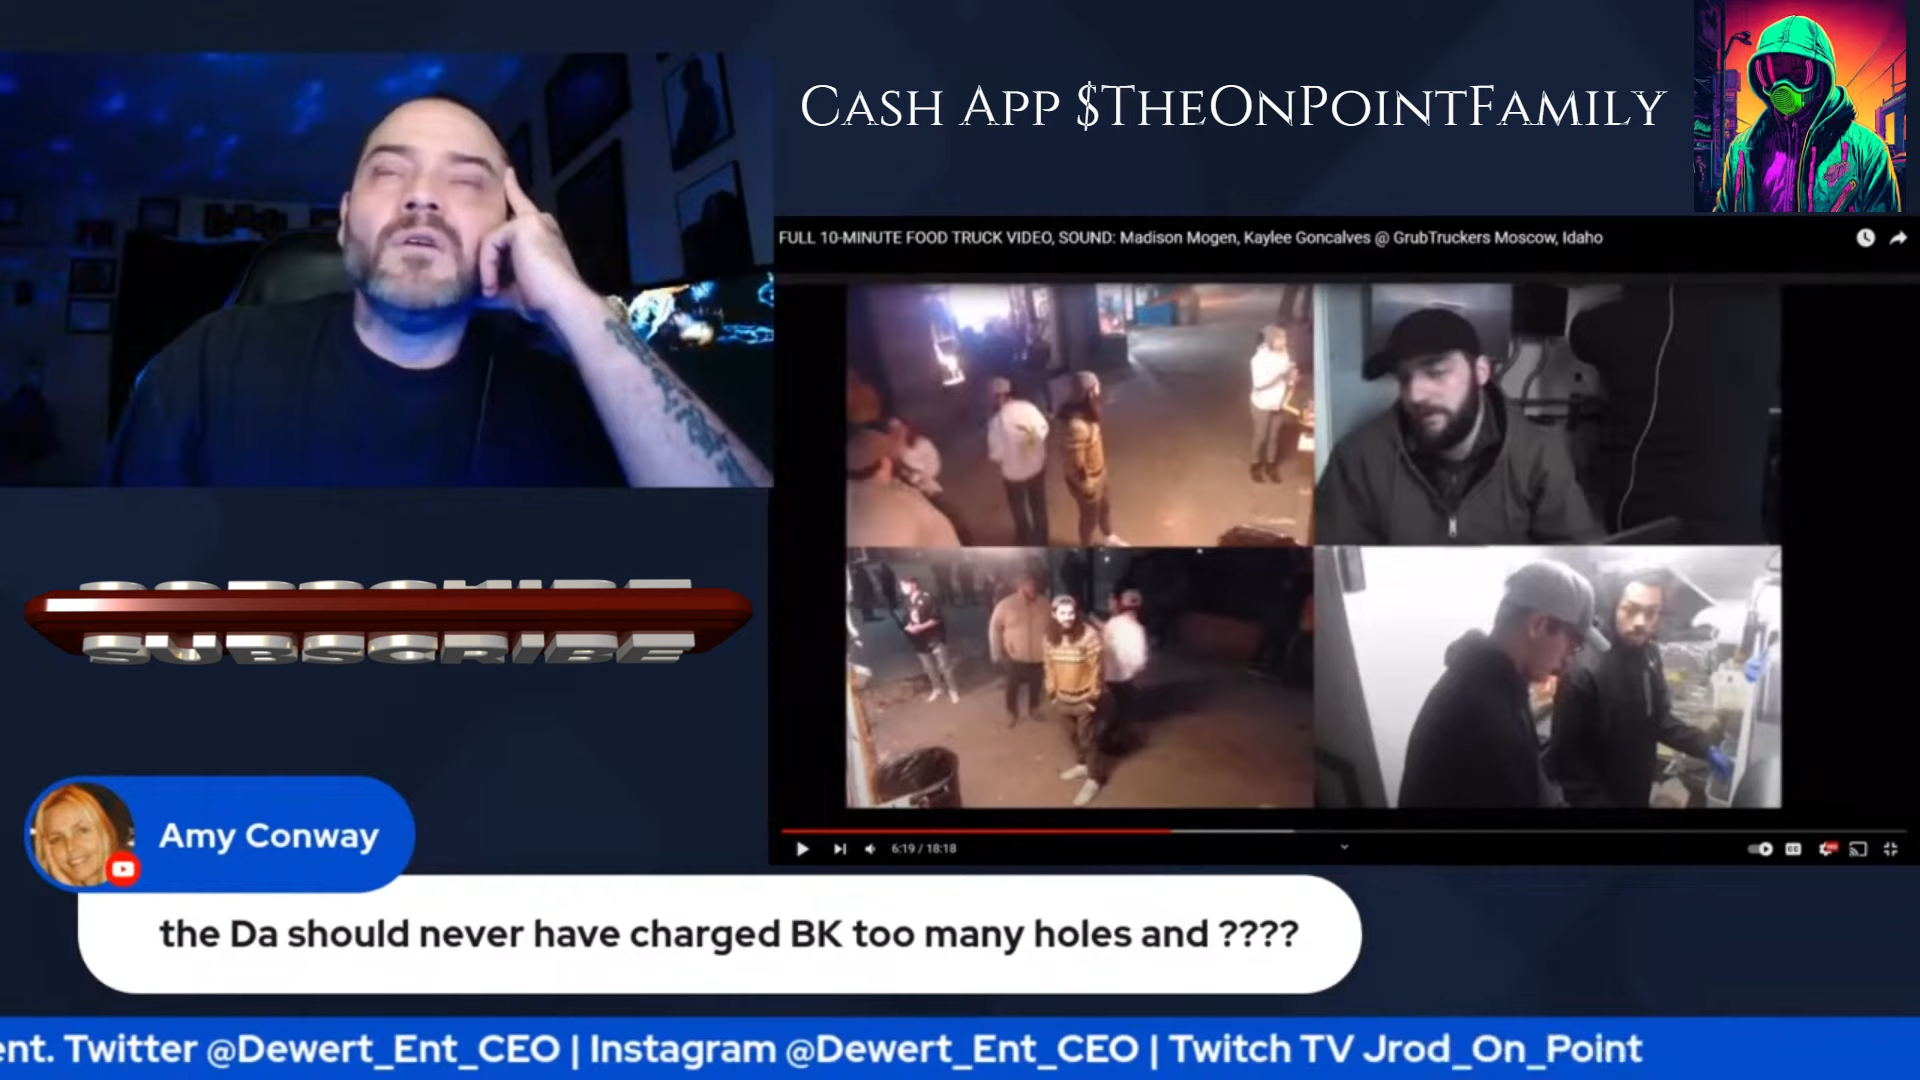 Cash App $TheOnPointFamily
FULL 10-MINUTE FOOD TRUCK VIDEO, SOUND: Madison Mogen, Kaylee Goncalves @ GrubTruckers Moscow, Idaho
SUBSCRIBE
6:19 / 18:18
Amy Conway
the Da should never have charged BK too many holes and ????
ent. Twitter @Dewert_Ent_CEO | Instagram @Dewert_Ent_CEO | Twitch TV Jrod_On_Point